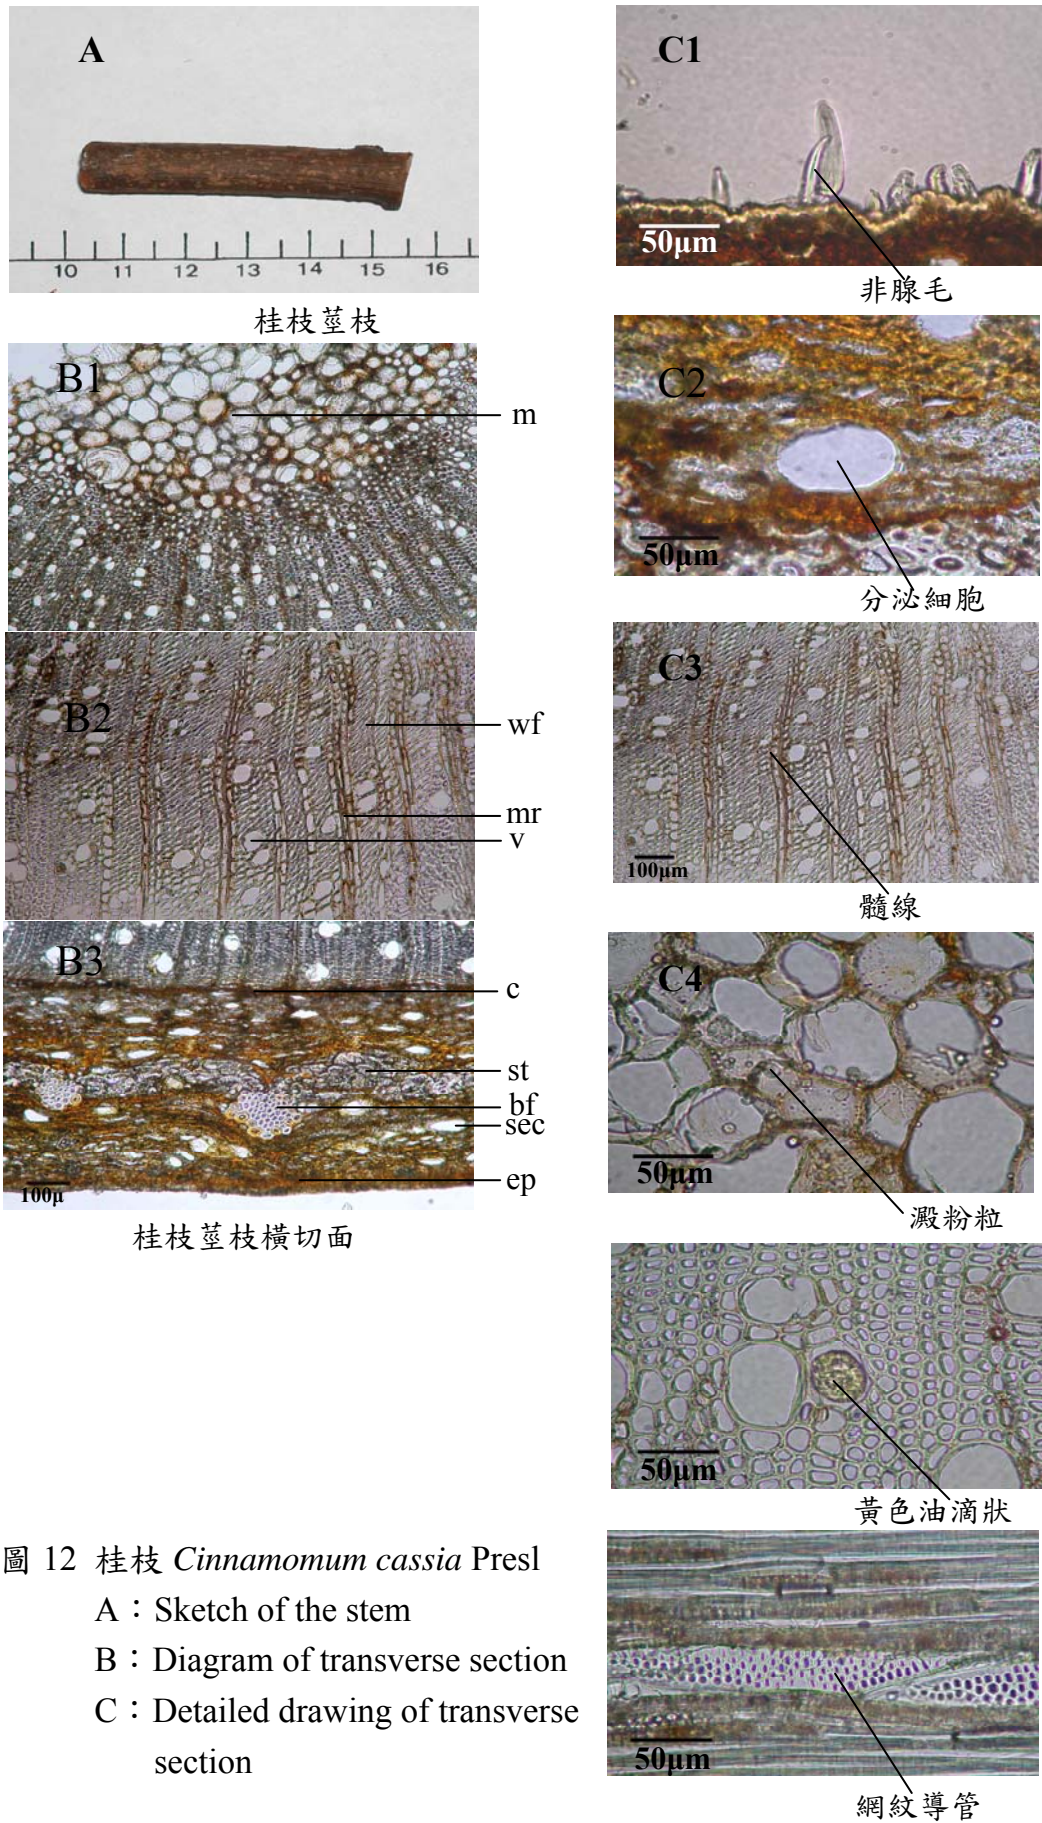 A
10 11 12 13 14 15 16
桂枝莖枝
B1
m
B2
wf
mr
v
B3
c
st
bf
sec
ep
100μ
桂枝莖枝橫切面
C1
50μm
非腺毛
C2
50μm
分泌細胞
C3
100μm
髓線
C4
50μm
澱粉粒
50μm
黃色油滴狀
50μm
網紋導管
圖 12 桂枝 Cinnamomum cassia Presl
A：Sketch of the stem
B：Diagram of transverse section
C：Detailed drawing of transverse
section